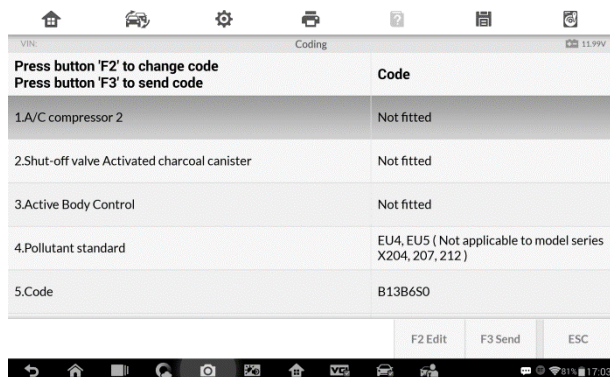 VIN:
Coding
11.99V
Press button 'F2' to change code
Press button 'F3' to send code
Code
1.A/C compressor 2
Not fitted
2.Shut-off valve Activated charcoal canister
Not fitted
3.Active Body Control
Not fitted
4.Pollutant standard
EU4, EU5 ( Not applicable to model series
X204, 207, 212 )
5.Code
B13B6S0
F2 Edit
F3 Send
ESC
81%
17:03